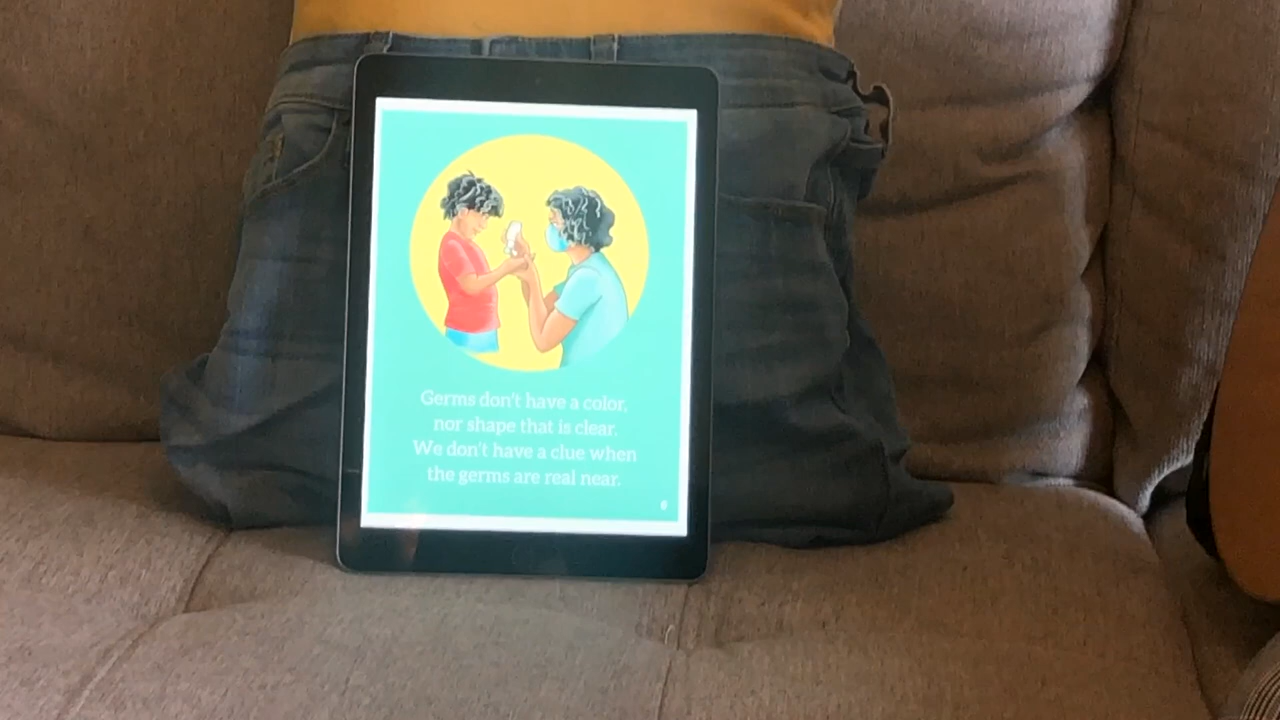 Germs don't have a color,
nor shape that is clear.
We don't have a clue when
the germs are real near.
6